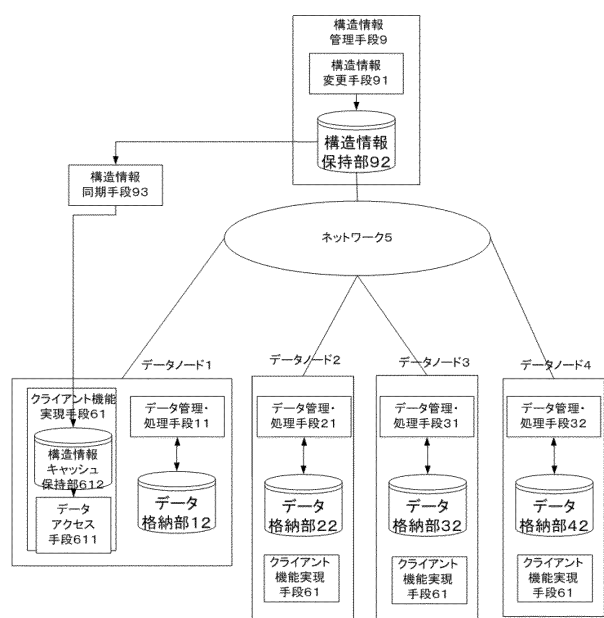 構造情報
管理手段9
構造情報
変更手段91
構造情報
保持部92
構造情報
同期手段93
ネットワーク5
データノード1
データノード2
データノード3
データノード4
クライアント機能
実現手段61
構造情報
キャッシュ
保持部612
データ
アクセス
手段611
データ管理・
処理手段11
データ
格納部12
データ管理・
処理手段21
データ
格納部22
クライアント
機能実現
手段61
データ管理・
処理手段31
データ
格納部32
クライアント
機能実現
手段61
データ管理・
処理手段32
データ
格納部42
クライアント
機能実現
手段61